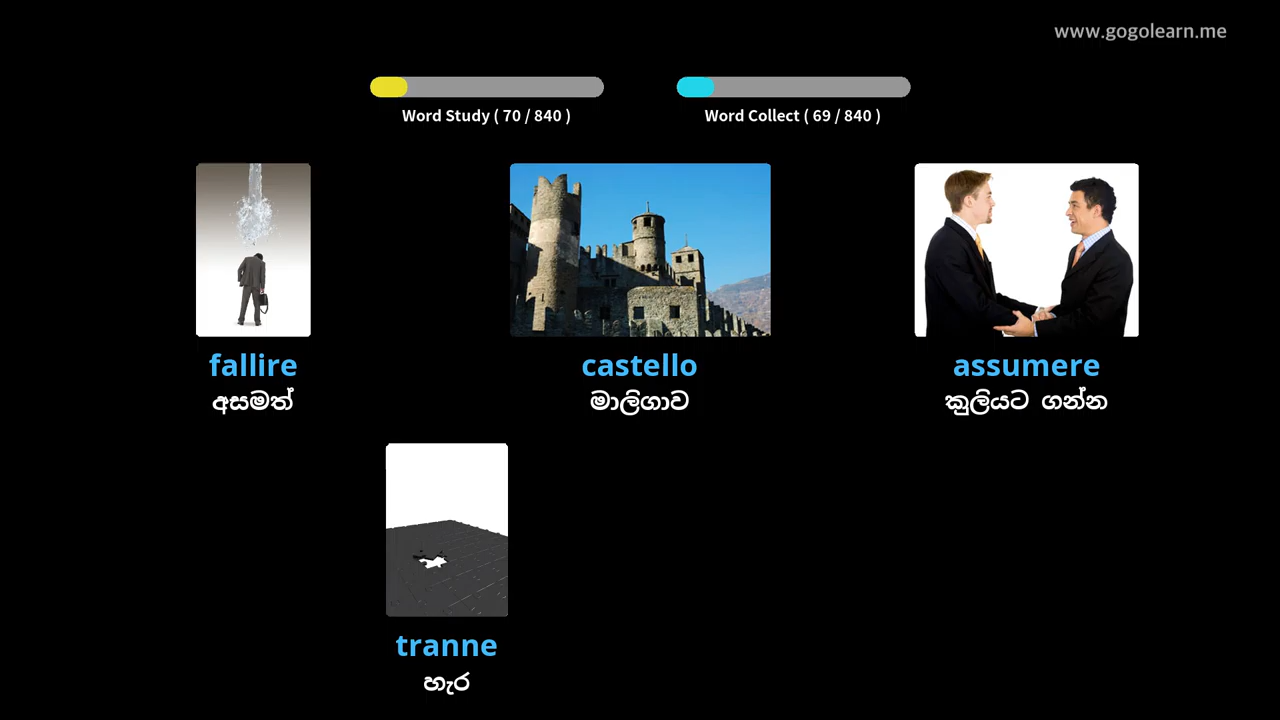 www.gogolearn.me
Word Study ( 70 / 840 )
Word Collect ( 69 / 840 )
fallire
අසමත්
castello
මාලිගාව
assumere
කුලියට ගන්න
tranne
හැර